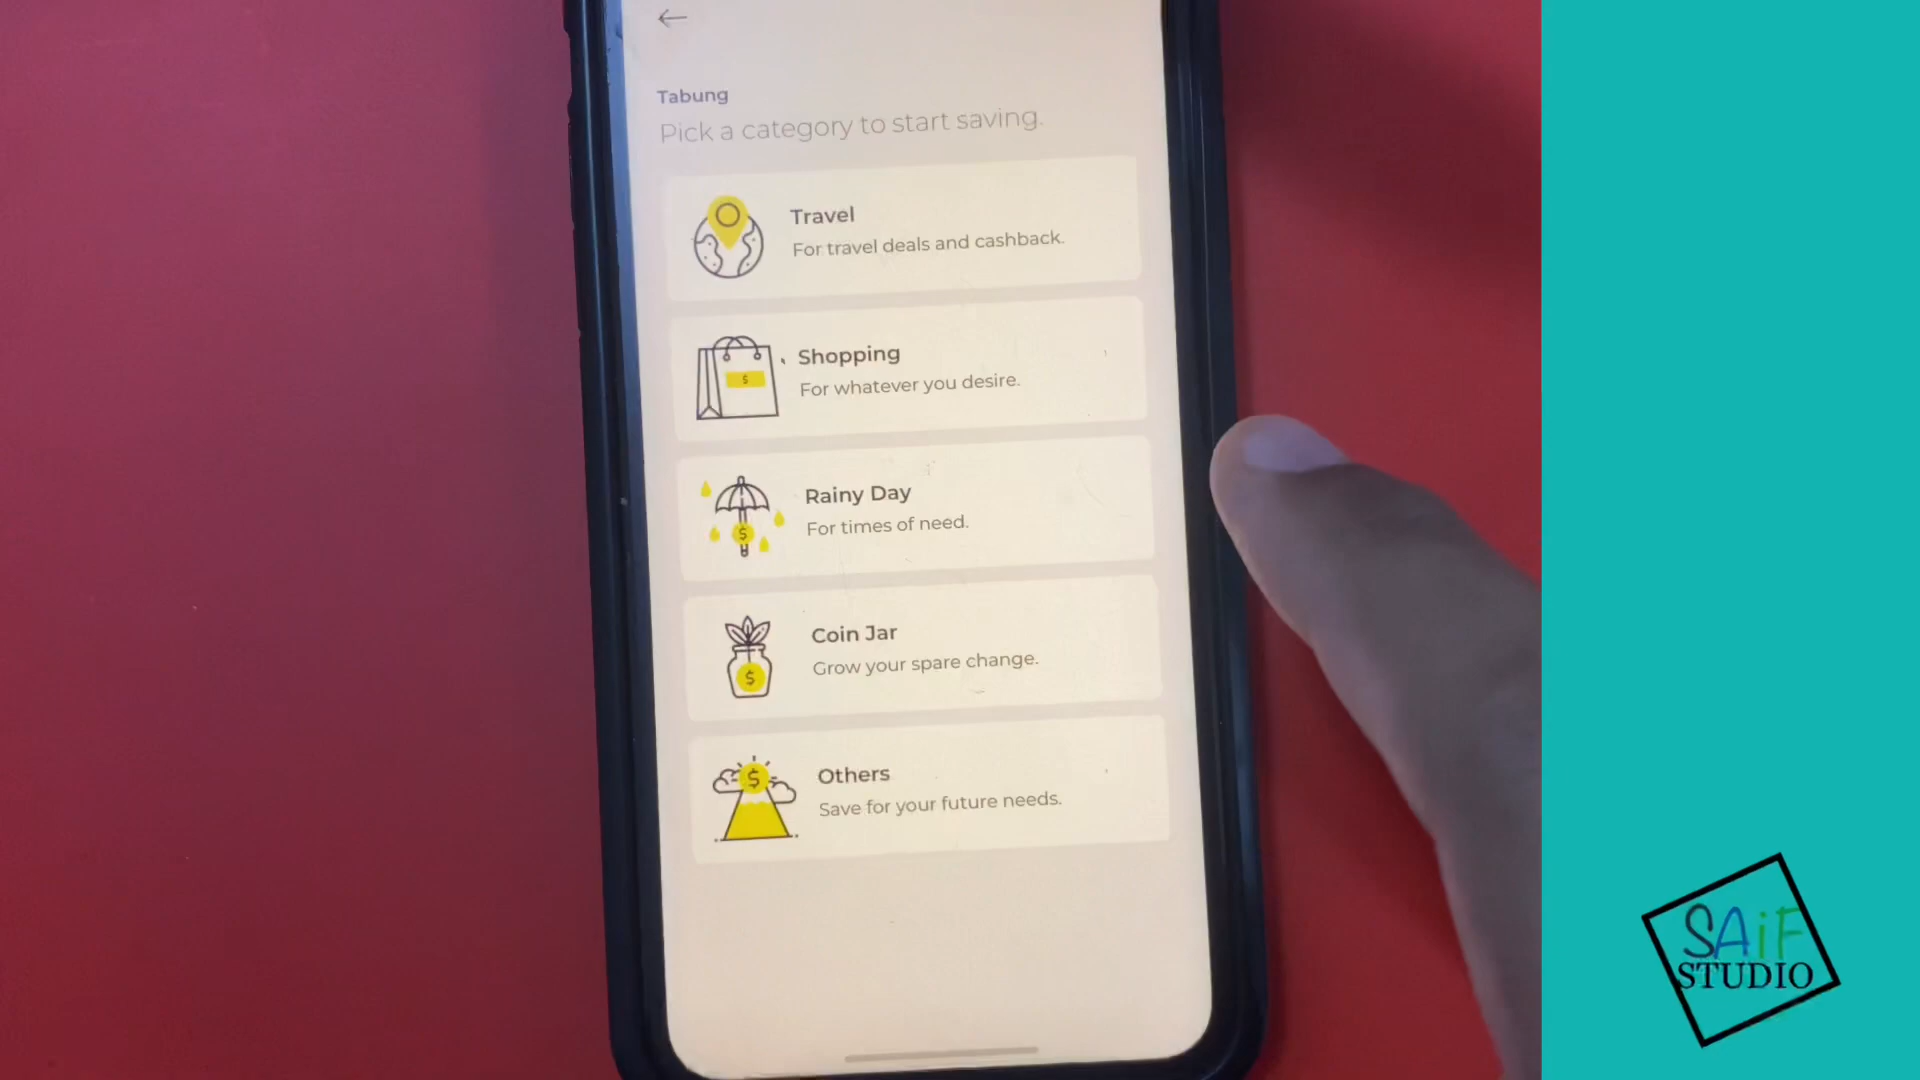 Tabung
Pick a category to start saving.
Travel
For travel deals and cashback.
$
Shopping
For whatever you desire.
$
Rainy Day
For times of need.
$
Coin Jar
Grow your spare change.
$
Others
Save for your future needs.
SAiF
STUDIO